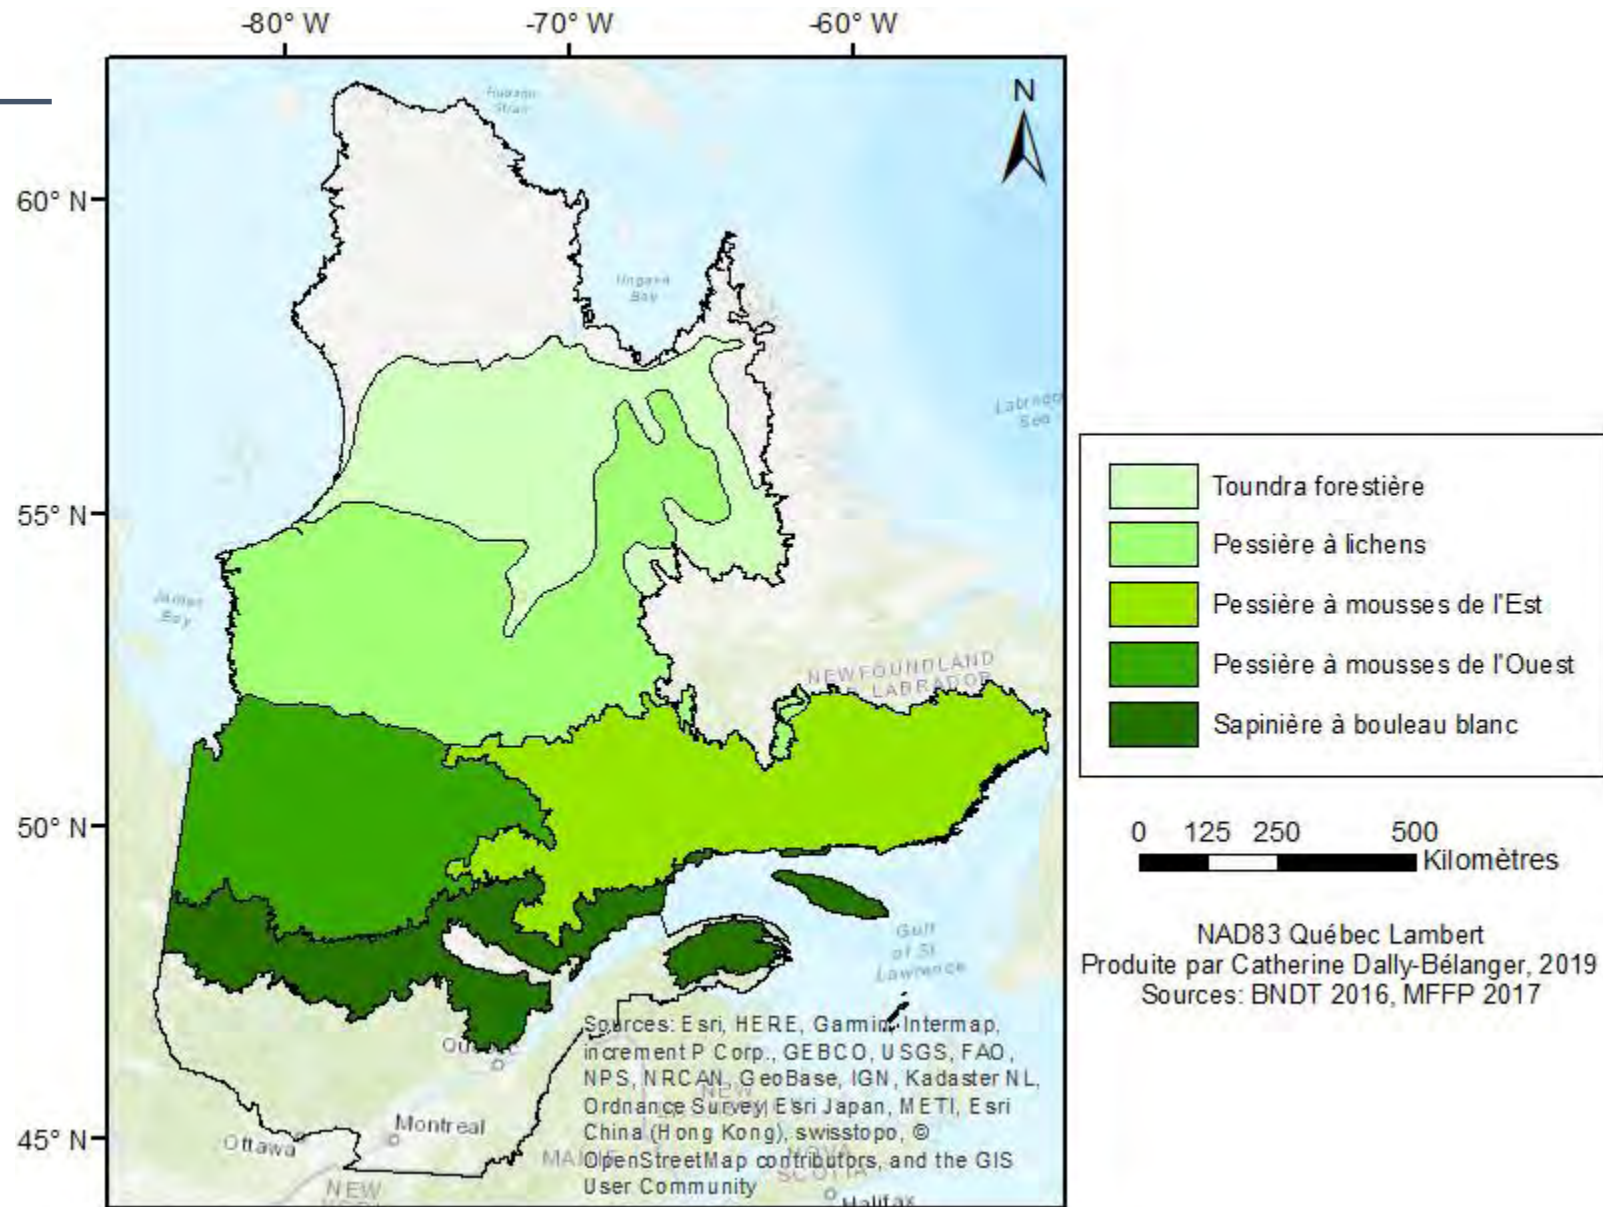 -80° W
-70° W
-60° W
N
Hudson
Strait
60° N
Ungava
Bay
Labrador
Sea
55° N
James
Bay
NEWFOUNDLAND
LABRADOR
50° N
Gulf
of St
Lawrence
45° N
Ottawa
Montreal
NEW
Halifax
Sources: Esri, HERE, Garmin, Intermap,
increment P Corp., GEBCO, USGS, FAO,
NPS, NRCAN, GeoBase, IGN, Kadaster NL,
Ordnance Survey, Esri Japan, METI, Esri
China (Hong Kong), swisstopo, ©
OpenStreetMap contributors, and the GIS
User Community
NEW
NOVA
SCOTIA
Toundra forestière
Pessière à lichens
Pessière à mousses de l'Est
Pessière à mousses de l'Ouest
Sapinière à bouleau blanc
0 125 250 500
Kilomètres
NAD83 Québec Lambert
Produite par Catherine Dally-Bélanger, 2019
Sources: BNDT 2016, MFFP 2017